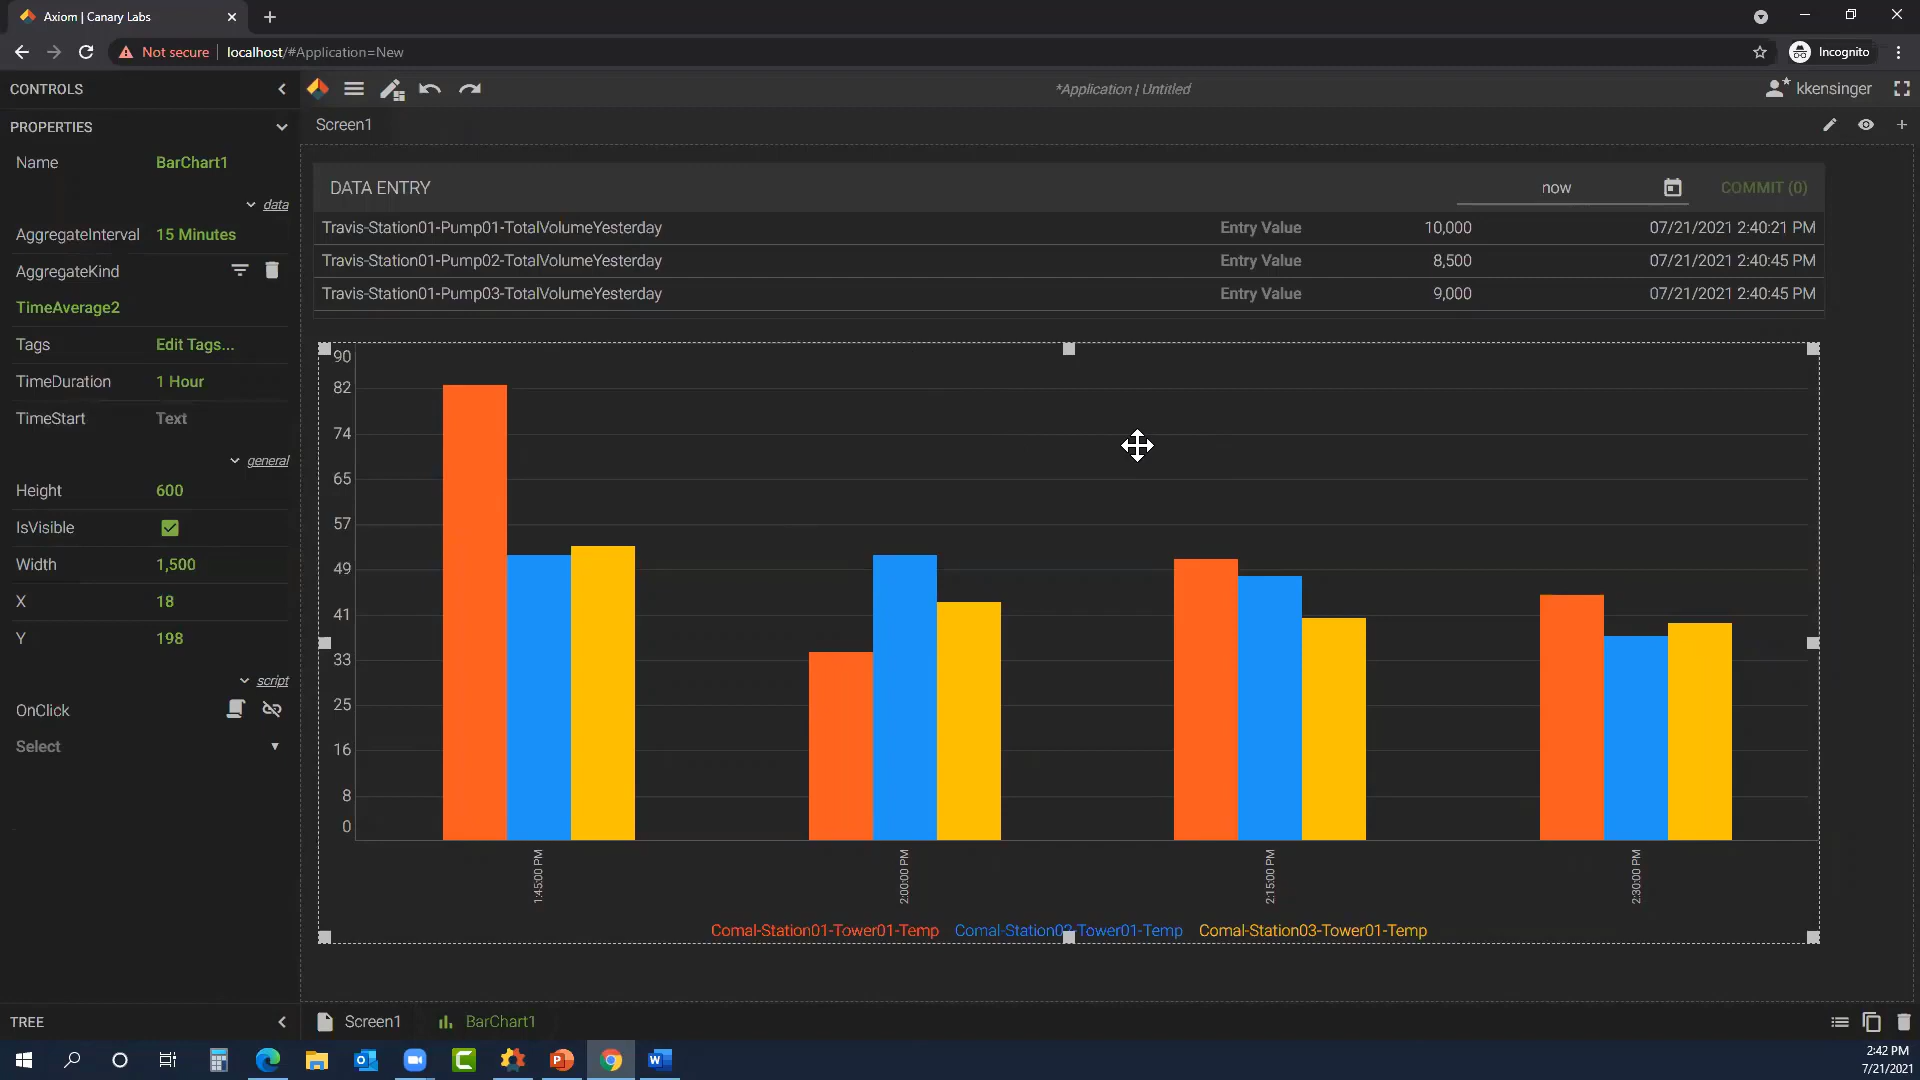 Axiom | Canary Labs
Not secure
localhost/#Application=New
Incognito
CONTROLS
*Application | Untitled
kkensinger
PROPERTIES
Screen1
Name BarChart1
data
AggregateInterval 15 Minutes
AggregateKind
TimeAverage2
Tags Edit Tags...
TimeDuration 1 Hour
TimeStart Text
general
Height 600
IsVisible
Width 1,500
X 18
Y 198
script
OnClick
Select
DATA ENTRY now COMMIT (0)
Travis-Station01-Pump01-TotalVolumeYesterday Entry Value 10,000 07/21/2021 2:40:21 PM
Travis-Station01-Pump02-TotalVolumeYesterday Entry Value 8,500 07/21/2021 2:40:45 PM
Travis-Station01-Pump03-TotalVolumeYesterday Entry Value 9,000 07/21/2021 2:40:45 PM
90
82
74
65
57
49
41
33
25
16
8
0
1:45:00 PM
2:00:00 PM
2:15:00 PM
2:30:00 PM
Comal-Station01-Tower01-Temp Comal-Station02-Tower01-Temp Comal-Station03-Tower01-Temp
TREE
Screen1
BarChart1
2:42 PM
7/21/2021